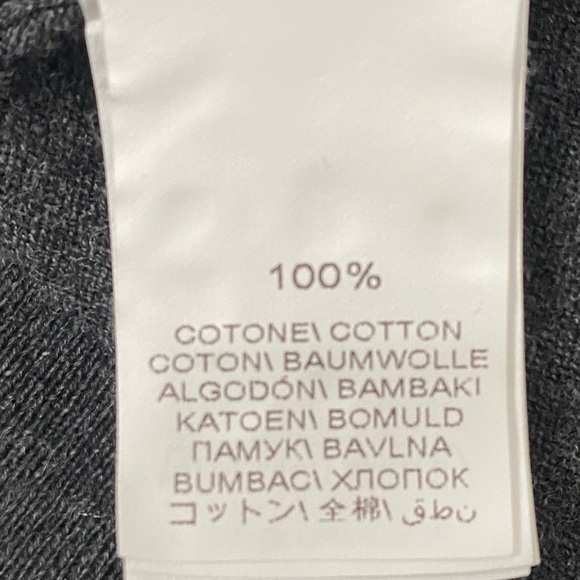 100%
COTONE\ COTTON
COTON\ BAUMWOLLE
ALGODÓN\ BAMBAKI
KATOEN\ BOMULD
ПАМУК\ BAVLNA
BUMBAC\ ХЛОПОК
コットン\ 全棉\ نطق